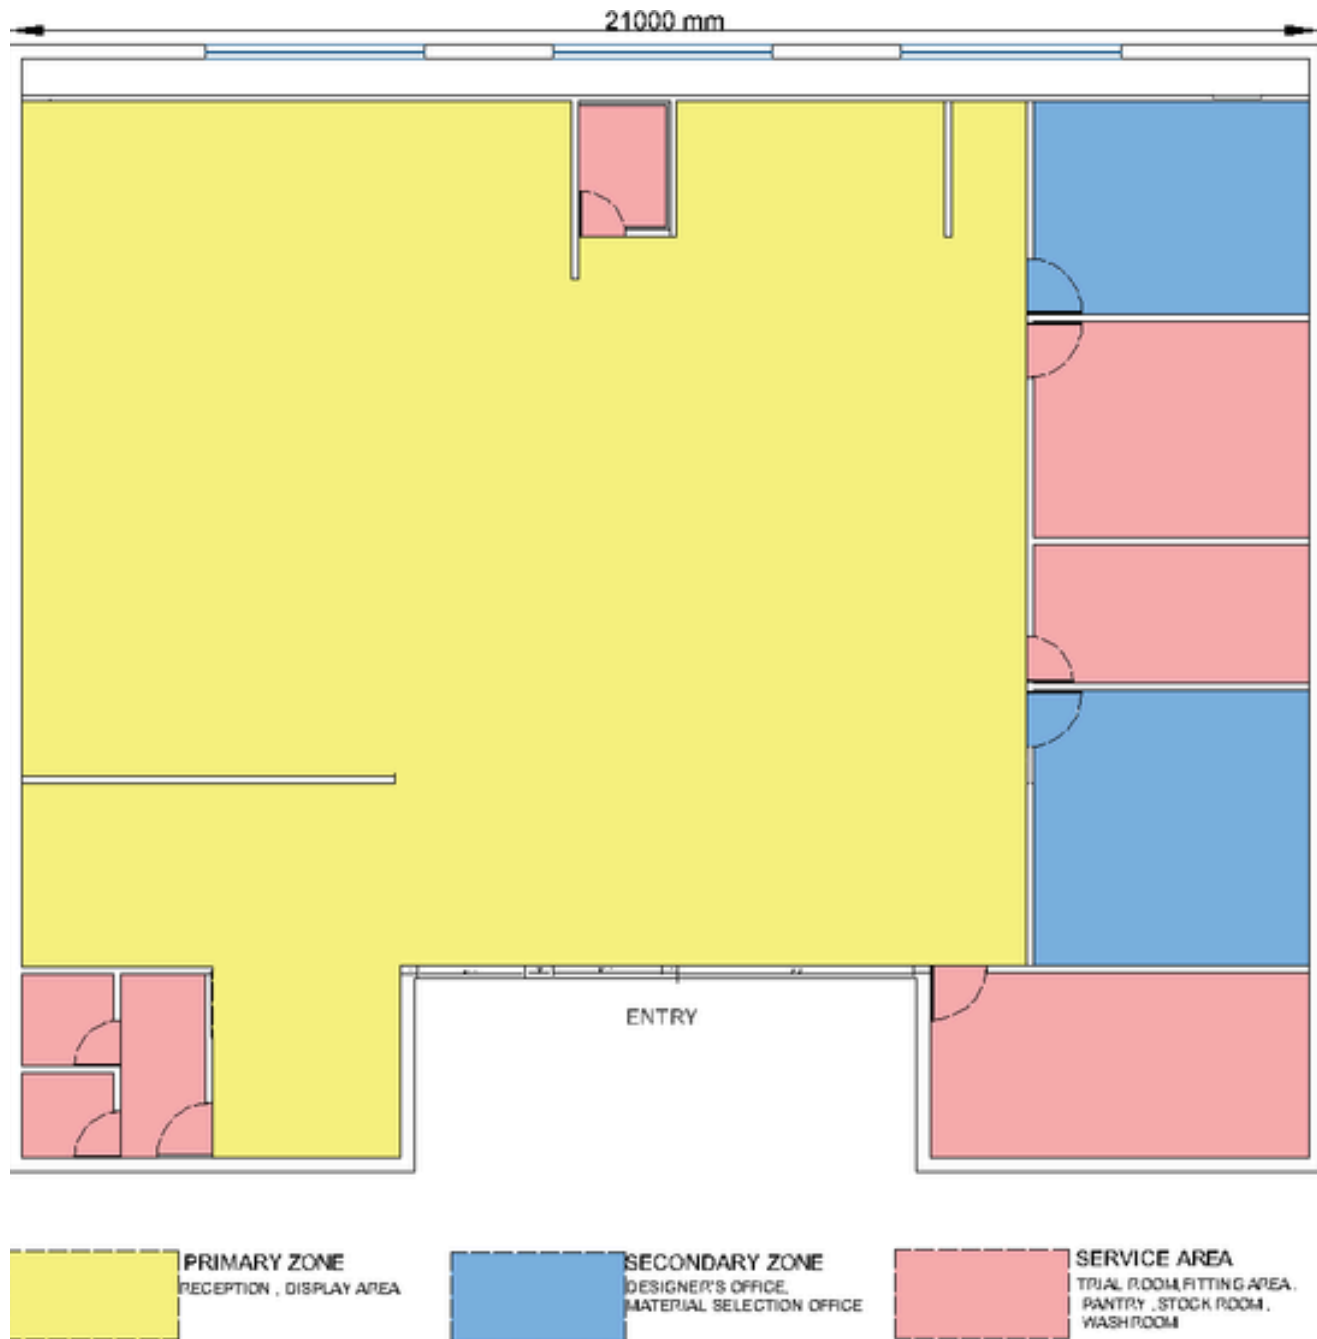 21000 mm
ENTRY
PRIMARY ZONE
RECEPTION , DISPLAY AREA
SECONDARY ZONE
DESIGNER'S OFFICE,
MATERIAL SELECTION OFFICE
SERVICE AREA
TRIAL ROOM,FITTING AREA ,
PANTRY , STOCK ROOM ,
WASHROOM